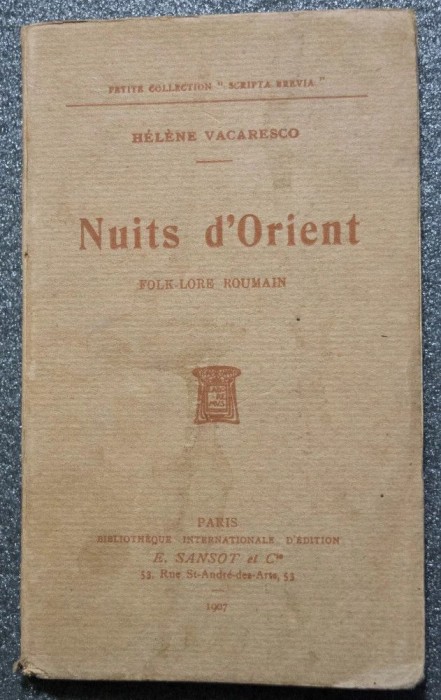 PETITE COLLECTION " SCRIPTA BREVIA "
HÉLÈNE VACARESCO
Nuits d'Orient
FOLK-LORE ROUMAIN
PARIS
BIBLIOTHÈQUE INTERNATIONALE D'ÉDITION
E. SANSOT et Cie
53, Rue St-André-des-Arts, 53
1907